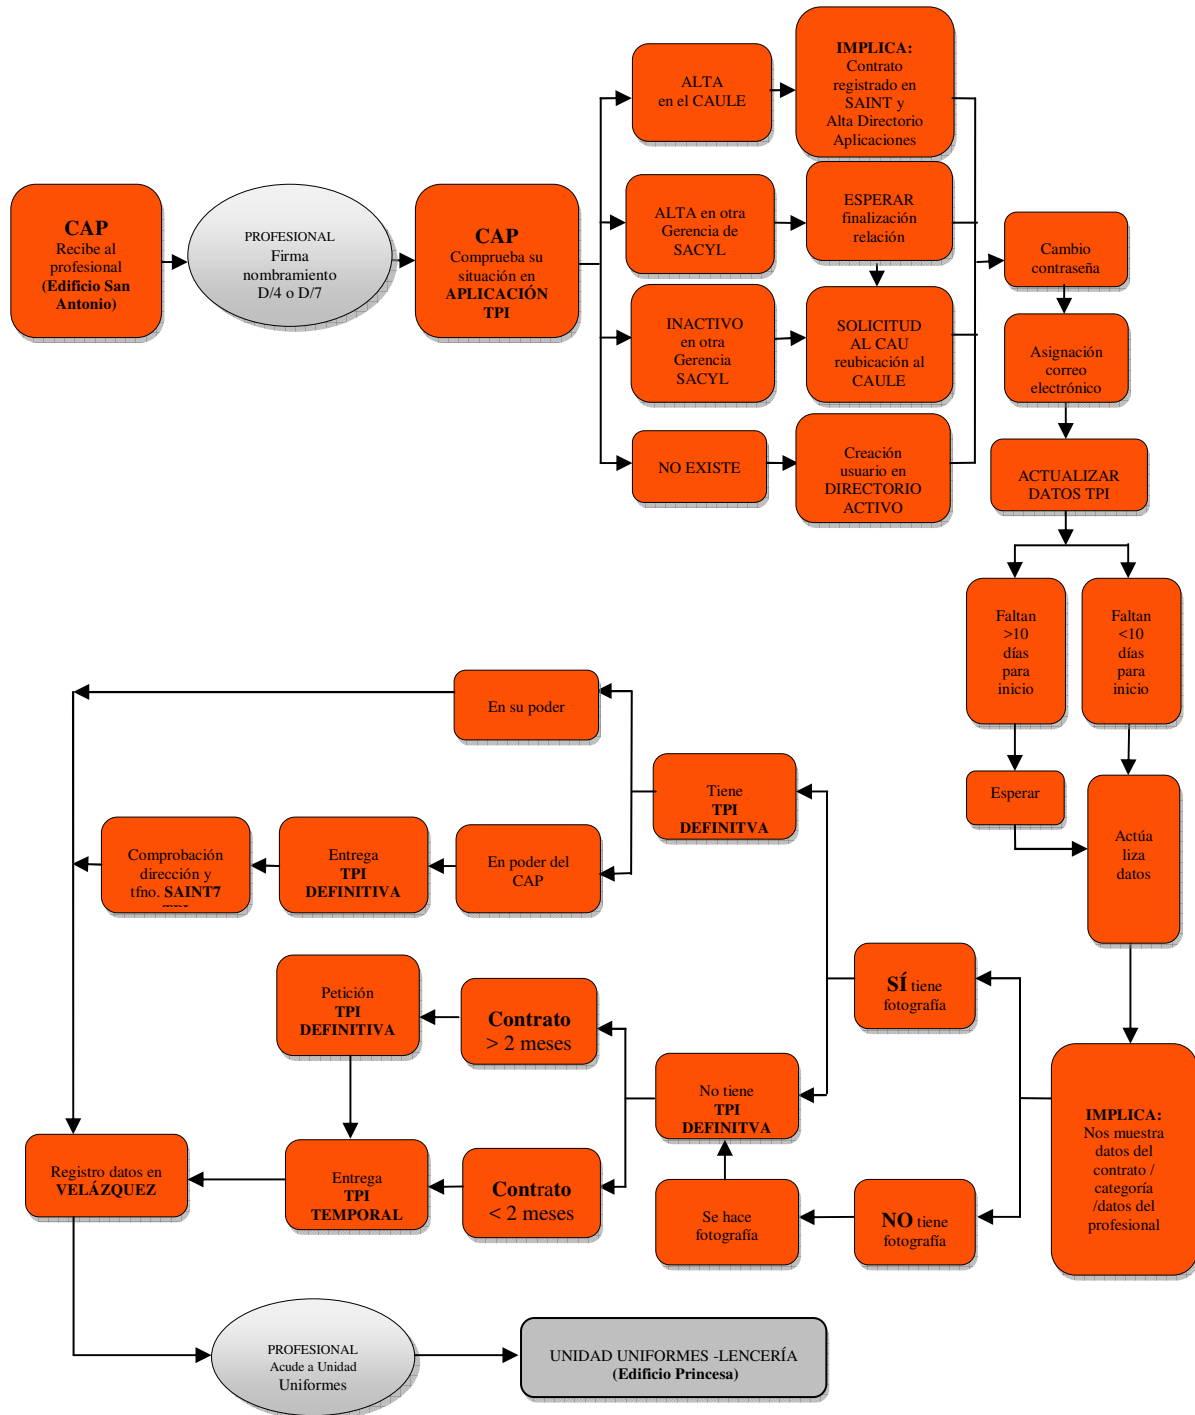 CAP
Recibe al
profesional
(Edificio San
Antonio)
PROFESIONAL
Firma
nombramiento
D/4 o D/7
CAP
Comprueba su
situación en
APLICACIÓN
TPI
ALTA
en el CAULE
IMPLICA:
Contrato
registrado en
SAINT y
Alta Directorio
Aplicaciones
ALTA en otra
Gerencia de
SACYL
ESPERAR
finalización
relación
INACTIVO
en otra
Gerencia
SACYL
SOLICITUD
AL CAU
reubicación al
CAULE
NO EXISTE
Creación
usuario en
DIRECTORIO
ACTIVO
Cambio
contraseña
Asignación
correo
electrónico
ACTUALIZAR
DATOS TPI
Faltan
>10
días
para
inicio
Faltan
<10
días
para
inicio
Esperar
Actúa
liza
datos
IMPLICA:
Nos muestra
datos del
contrato /
categoría
/datos del
profesional
SÍ tiene
fotografía
NO tiene
fotografía
Se hace
fotografía
Tiene
TPI
DEFINITVA
No tiene
TPI
DEFINITVA
En su poder
En poder del
CAP
Entrega
TPI
DEFINITIVA
Comprobación
dirección y
tfno. SAINT7
Contrato
> 2 meses
Petición
TPI
DEFINITIVA
Contrato
< 2 meses
Entrega
TPI
TEMPORAL
Registro datos en
VELÁZQUEZ
PROFESIONAL
Acude a Unidad
Uniformes
UNIDAD UNIFORMES -LENCERÍA
(Edificio Princesa)